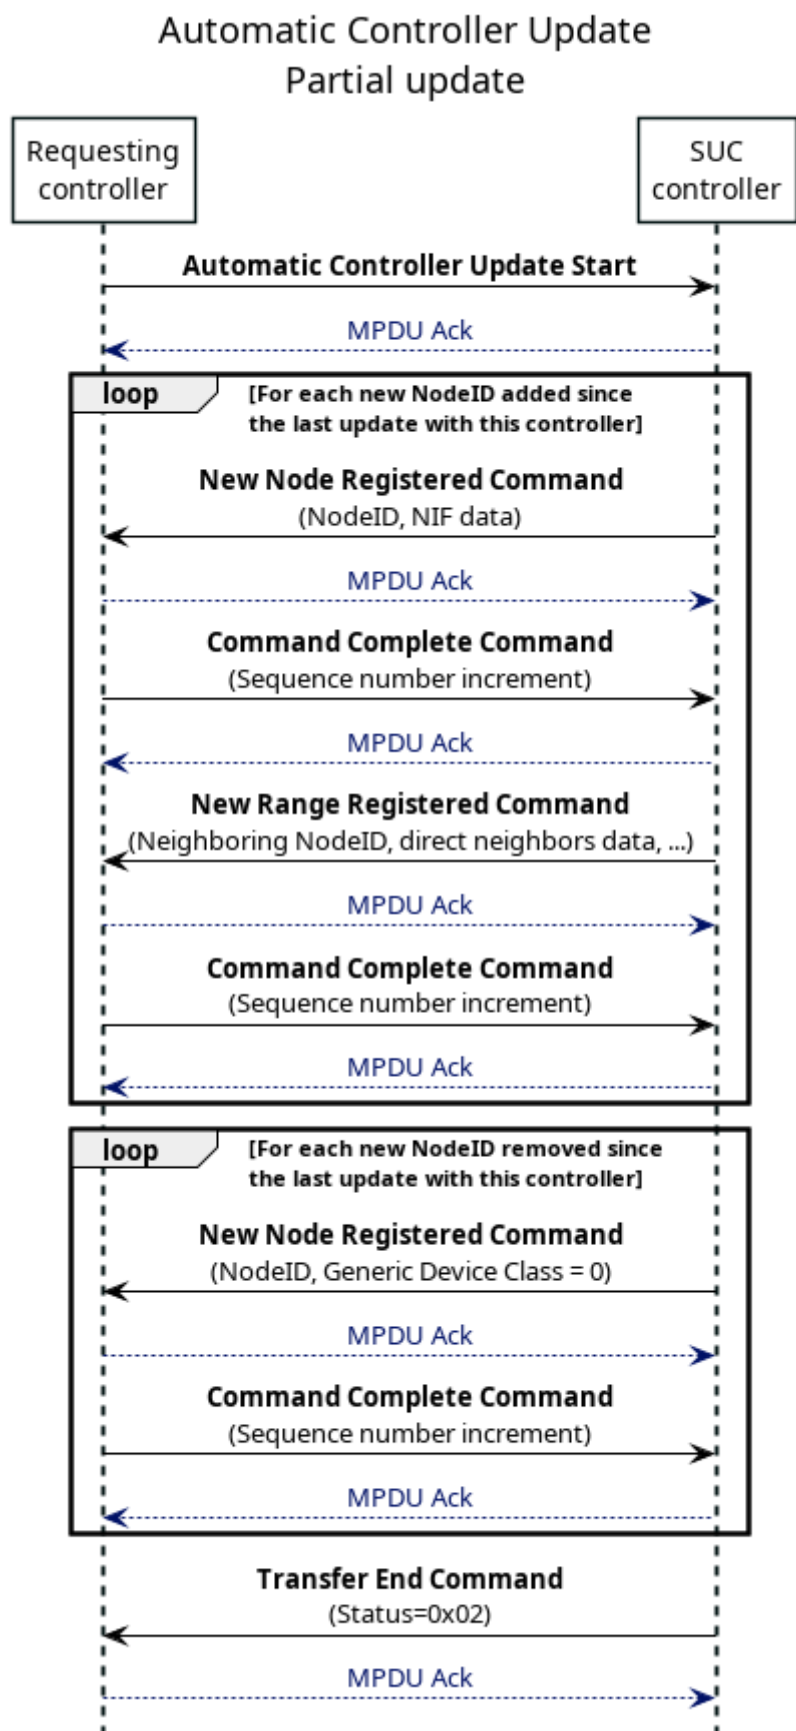 Automatic Controller Update
Partial update
Requesting
controller
SUC
controller
Automatic Controller Update Start
MPDU Ack
loop
[For each new NodeID added since
the last update with this controller]
New Node Registered Command
(NodeID, NIF data)
MPDU Ack
Command Complete Command
(Sequence number increment)
MPDU Ack
New Range Registered Command
(Neighboring NodeID, direct neighbors data, ...)
MPDU Ack
Command Complete Command
(Sequence number increment)
MPDU Ack
loop
[For each new NodeID removed since
the last update with this controller]
New Node Registered Command
(NodeID, Generic Device Class = 0)
MPDU Ack
Command Complete Command
(Sequence number increment)
MPDU Ack
Transfer End Command
(Status=0x02)
MPDU Ack